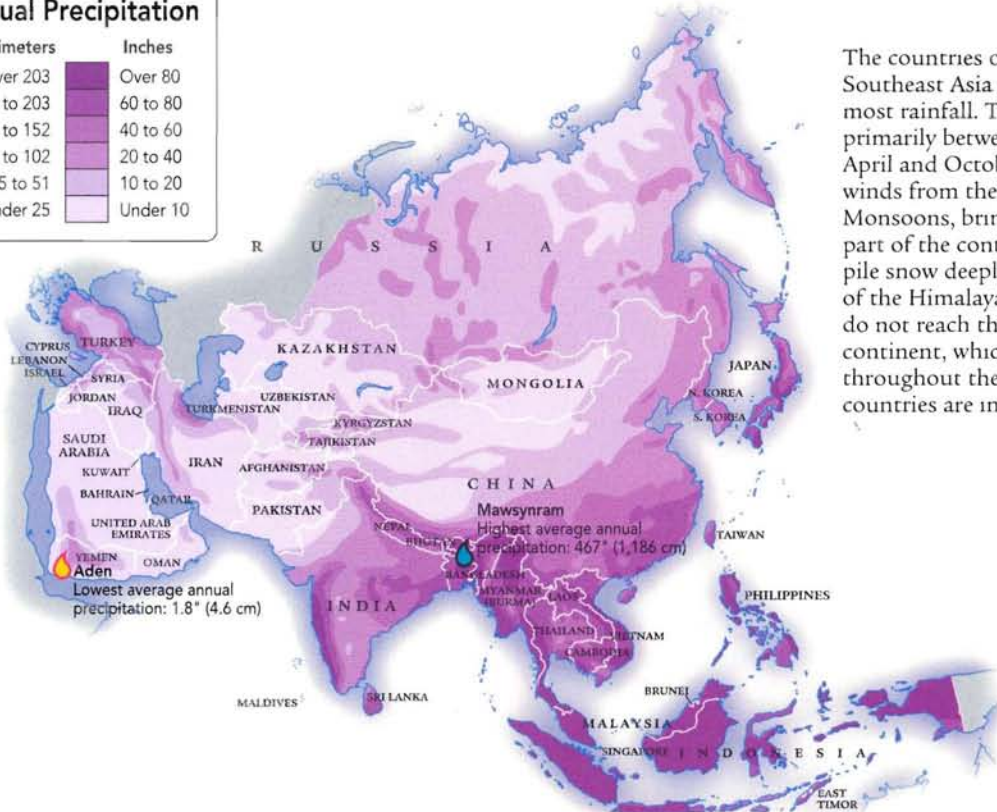 ual Precipitation
imeters Inches
ver 203 Over 80
to 203 60 to 80
to 152 40 to 60
to 102 20 to 40
5 to 51 10 to 20
der 25 Under 10
The countries o
Southeast Asia
most rainfall. T
primarily betwe
April and Octob
winds from the
Monsoons, brin
part of the cont
pile snow deepl
of the Himalaya
do not reach th
continent, whic
throughout the
countries are in
R U S S I A
CYPRUS
LEBANON
ISRAEL
TURKEY
SYRIA
JORDAN
IRAQ
SAUDI
ARABIA
KUWAIT
BAHRAIN
QATAR
UNITED ARAB
EMIRATES
YEMEN
OMAN
Aden
Lowest average annual
precipitation: 1.8" (4.6 cm)
KAZAKHSTAN
UZBEKISTAN
TURKMENISTAN
KYRGYZSTAN
TAJIKISTAN
IRAN
AFGHANISTAN
PAKISTAN
MONGOLIA
JAPAN
N. KOREA
S. KOREA
CHINA
Mawsynram
Highest average annual
precipitation: 467" (1,186 cm)
NEPAL
BHUTAN
BANGLADESH
INDIA
MYANMAR
(BURMA)
LAOS
THAILAND
VIETNAM
CAMBODIA
TAIWAN
PHILIPPINES
MALDIVES
SRI LANKA
BRUNEI
MALAYSIA
SINGAPORE
INDONESIA
EAST
TIMOR